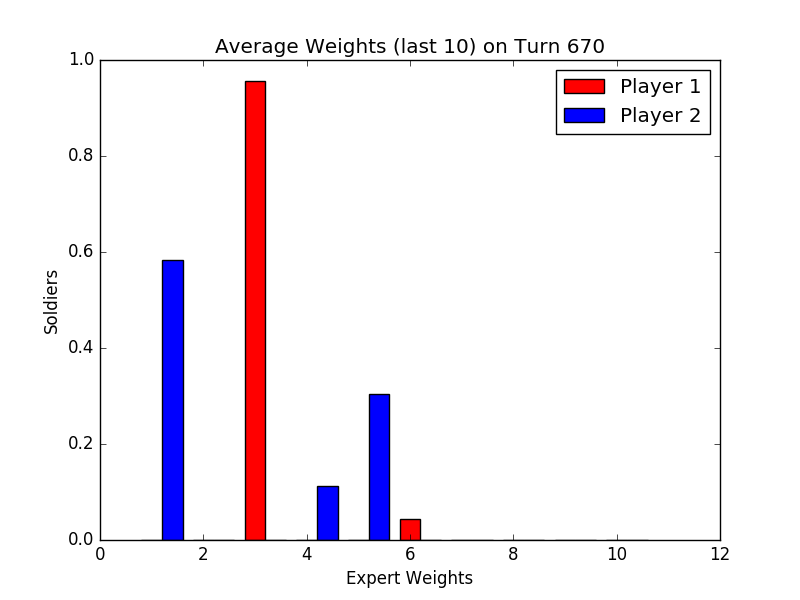 Average Weights (last 10) on Turn 670
1.0
0.8
0.6
0.4
0.2
0.0
Soldiers
Player 1
Player 2
0 2 4 6 8 10 12
Expert Weights